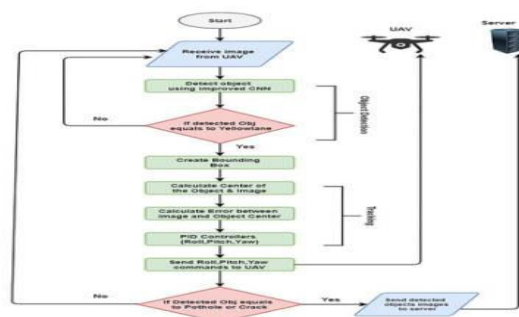 Start
UAV
Server
Receive image
from UAV
Detect object
using improved CNN
Object Detection
If detected Obj
equals to Yellowlane
No
Yes
Create Bounding
Box
Calculate Center of
the Object & Image
Calculate Error between
Image and Object Center
Tracking
PID Controllers
(Roll,Pitch,Yaw)
Send Roll,Pitch,Yaw
commands to UAV
No
If Detected Obj equals
to Pothole or Crack
Yes
Send detected
objects images
to server